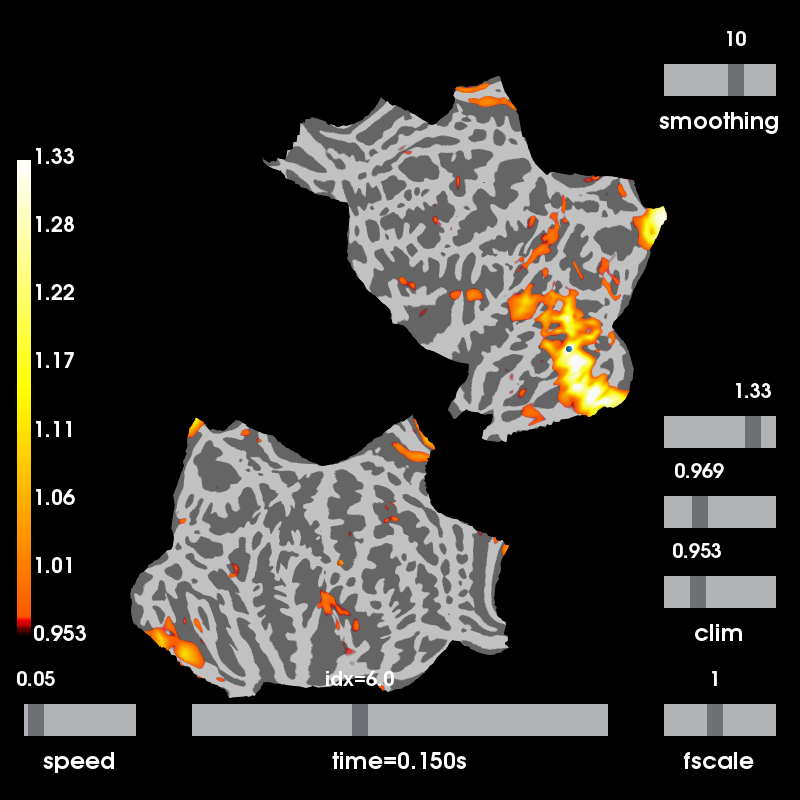 10
smoothing
1.33
1.28
1.22
1.17
1.11
1.06
1.01
0.953
1.33
0.969
0.953
clim
0.05
speed
idx=6.0
time=0.150s
1
fscale